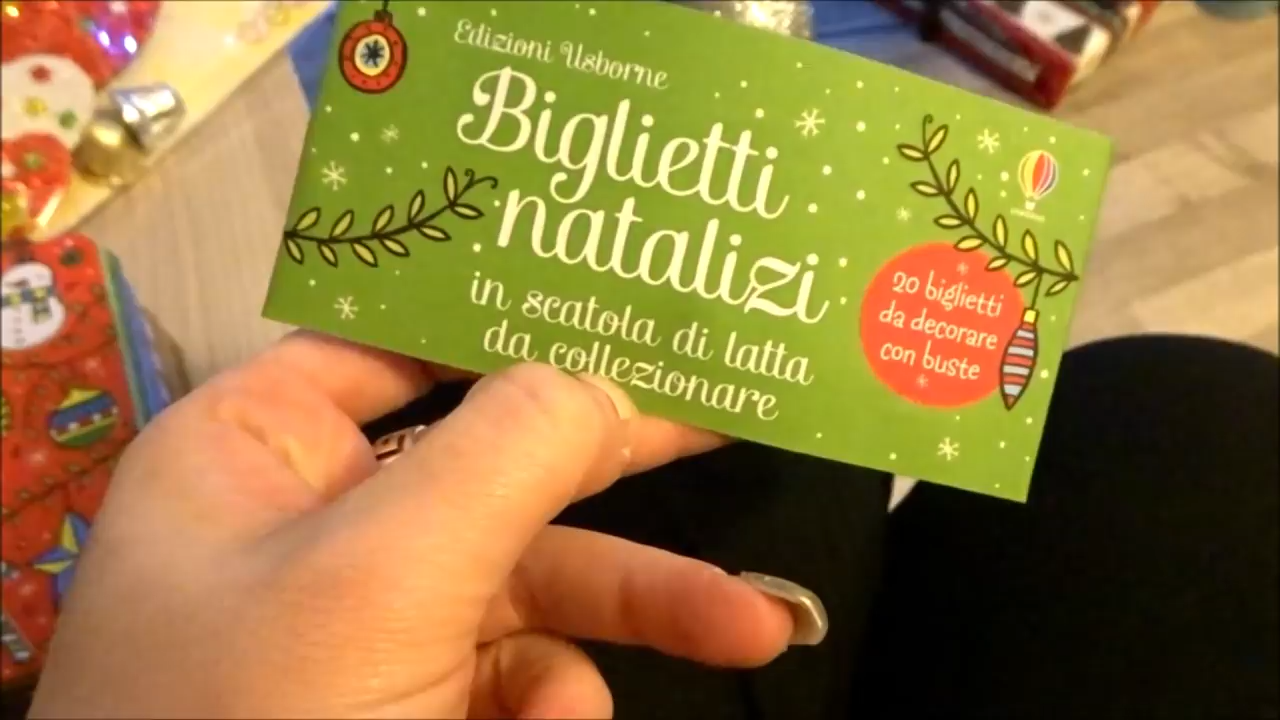 Edizioni Usborne
Biglietti
natalizi
in scatola di latta
da collezionare
20 biglietti
da decorare
con buste